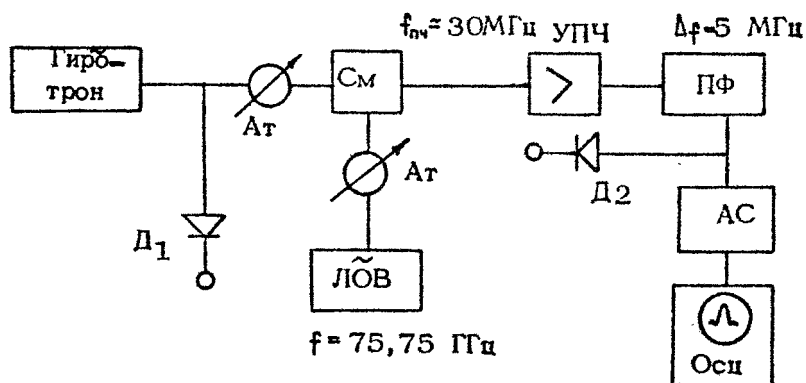 fпч≈30МГц
УПЧ
Δf=5 МГц
Гиро-
трон
См
ПФ
Ат
Ат
Д2
АС
Д1
ЛОВ
f=75,75 ГГц
Осц